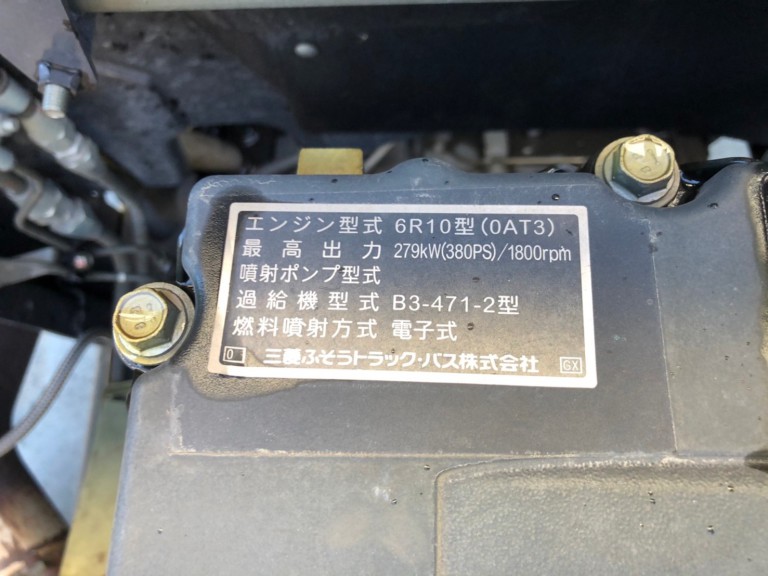 エンジン型式 6R10型(0AT3)
最高出力 279kW(380PS)/1800rpm
噴射ポンプ型式
過給機型式 B3-471-2型
燃料噴射方式 電子式
01 三菱ふそうトラック・バス株式会社 GX